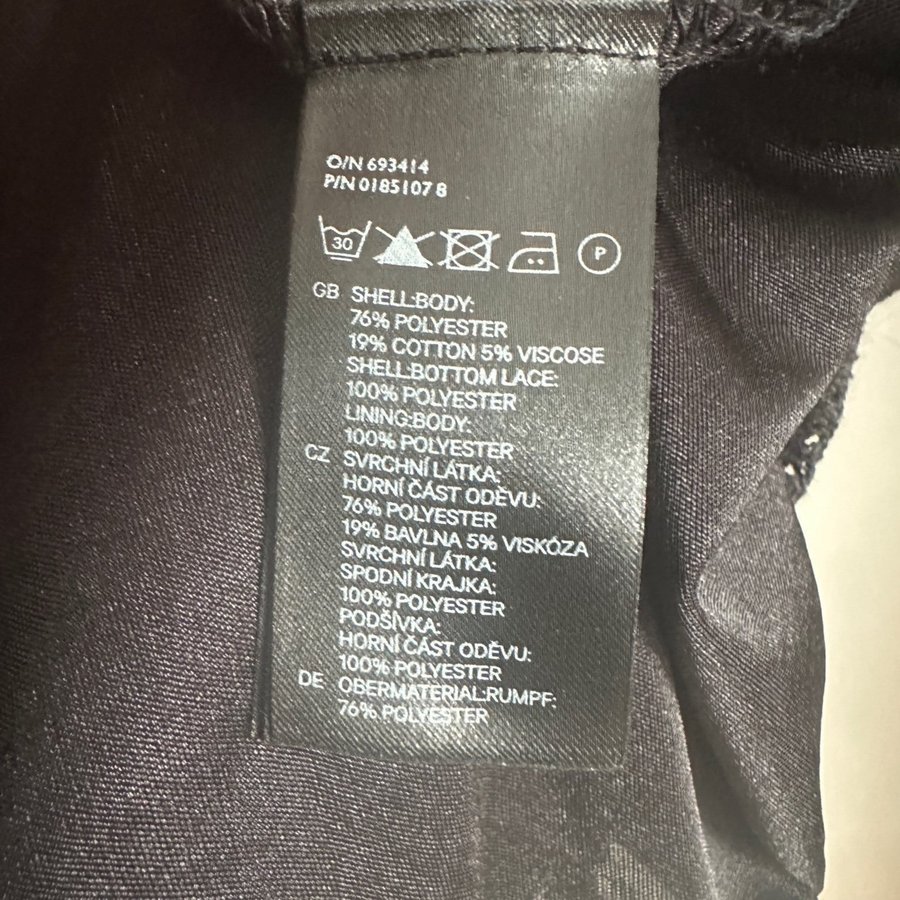 O/N 693414
P/N 0185107 8
30 P
GB SHELL:BODY:
76% POLYESTER
19% COTTON 5% VISCOSE
SHELL:BOTTOM LACE:
100% POLYESTER
LINING:BODY:
100% POLYESTER
CZ SVRCHNÍ LÁTKA:
HORNÍ ČÁST ODĚVU:
76% POLYESTER
19% BAVLNA 5% VISKÓZA
SVRCHNÍ LÁTKA:
SPODNÍ KRAJKA:
100% POLYESTER
PODŠÍVKA:
HORNÍ ČÁST ODĚVU:
100% POLYESTER
DE OBERMATERIAL:RUMPF:
76% POLYESTER